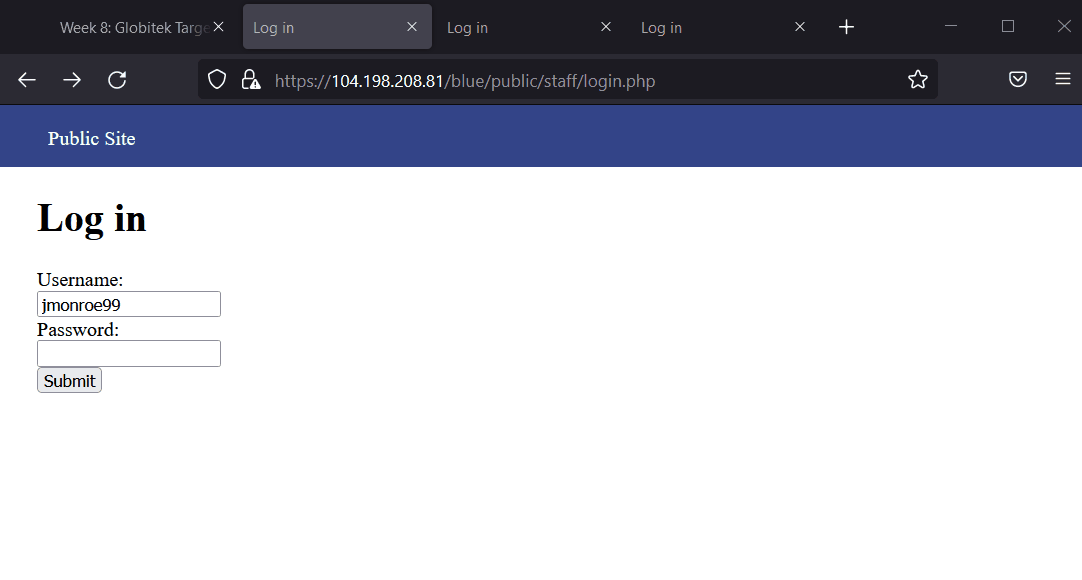 Week 8: Globitek Targe
Log in
Log in
Log in
https://104.198.208.81/blue/public/staff/login.php
Public Site
Log in
Username:
jmonroe99
Password:
Submit